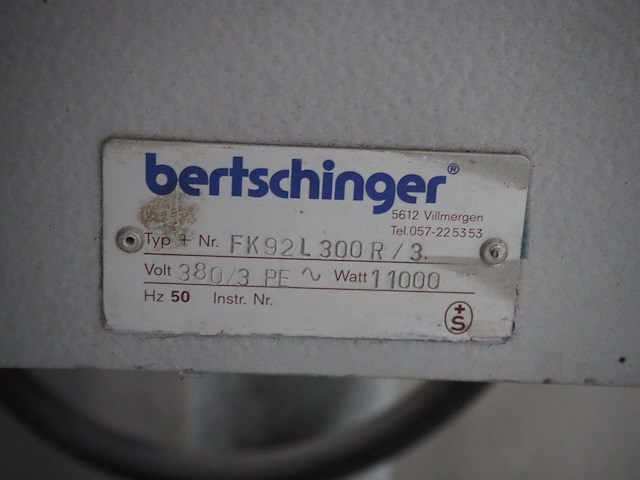 bertschinger®
5612 Villmergen
Tel.057-225353
Typ + Nr. FK92L300R/3.
Volt 380/3 PE ~ Watt 11000
Hz 50 Instr. Nr.
+S